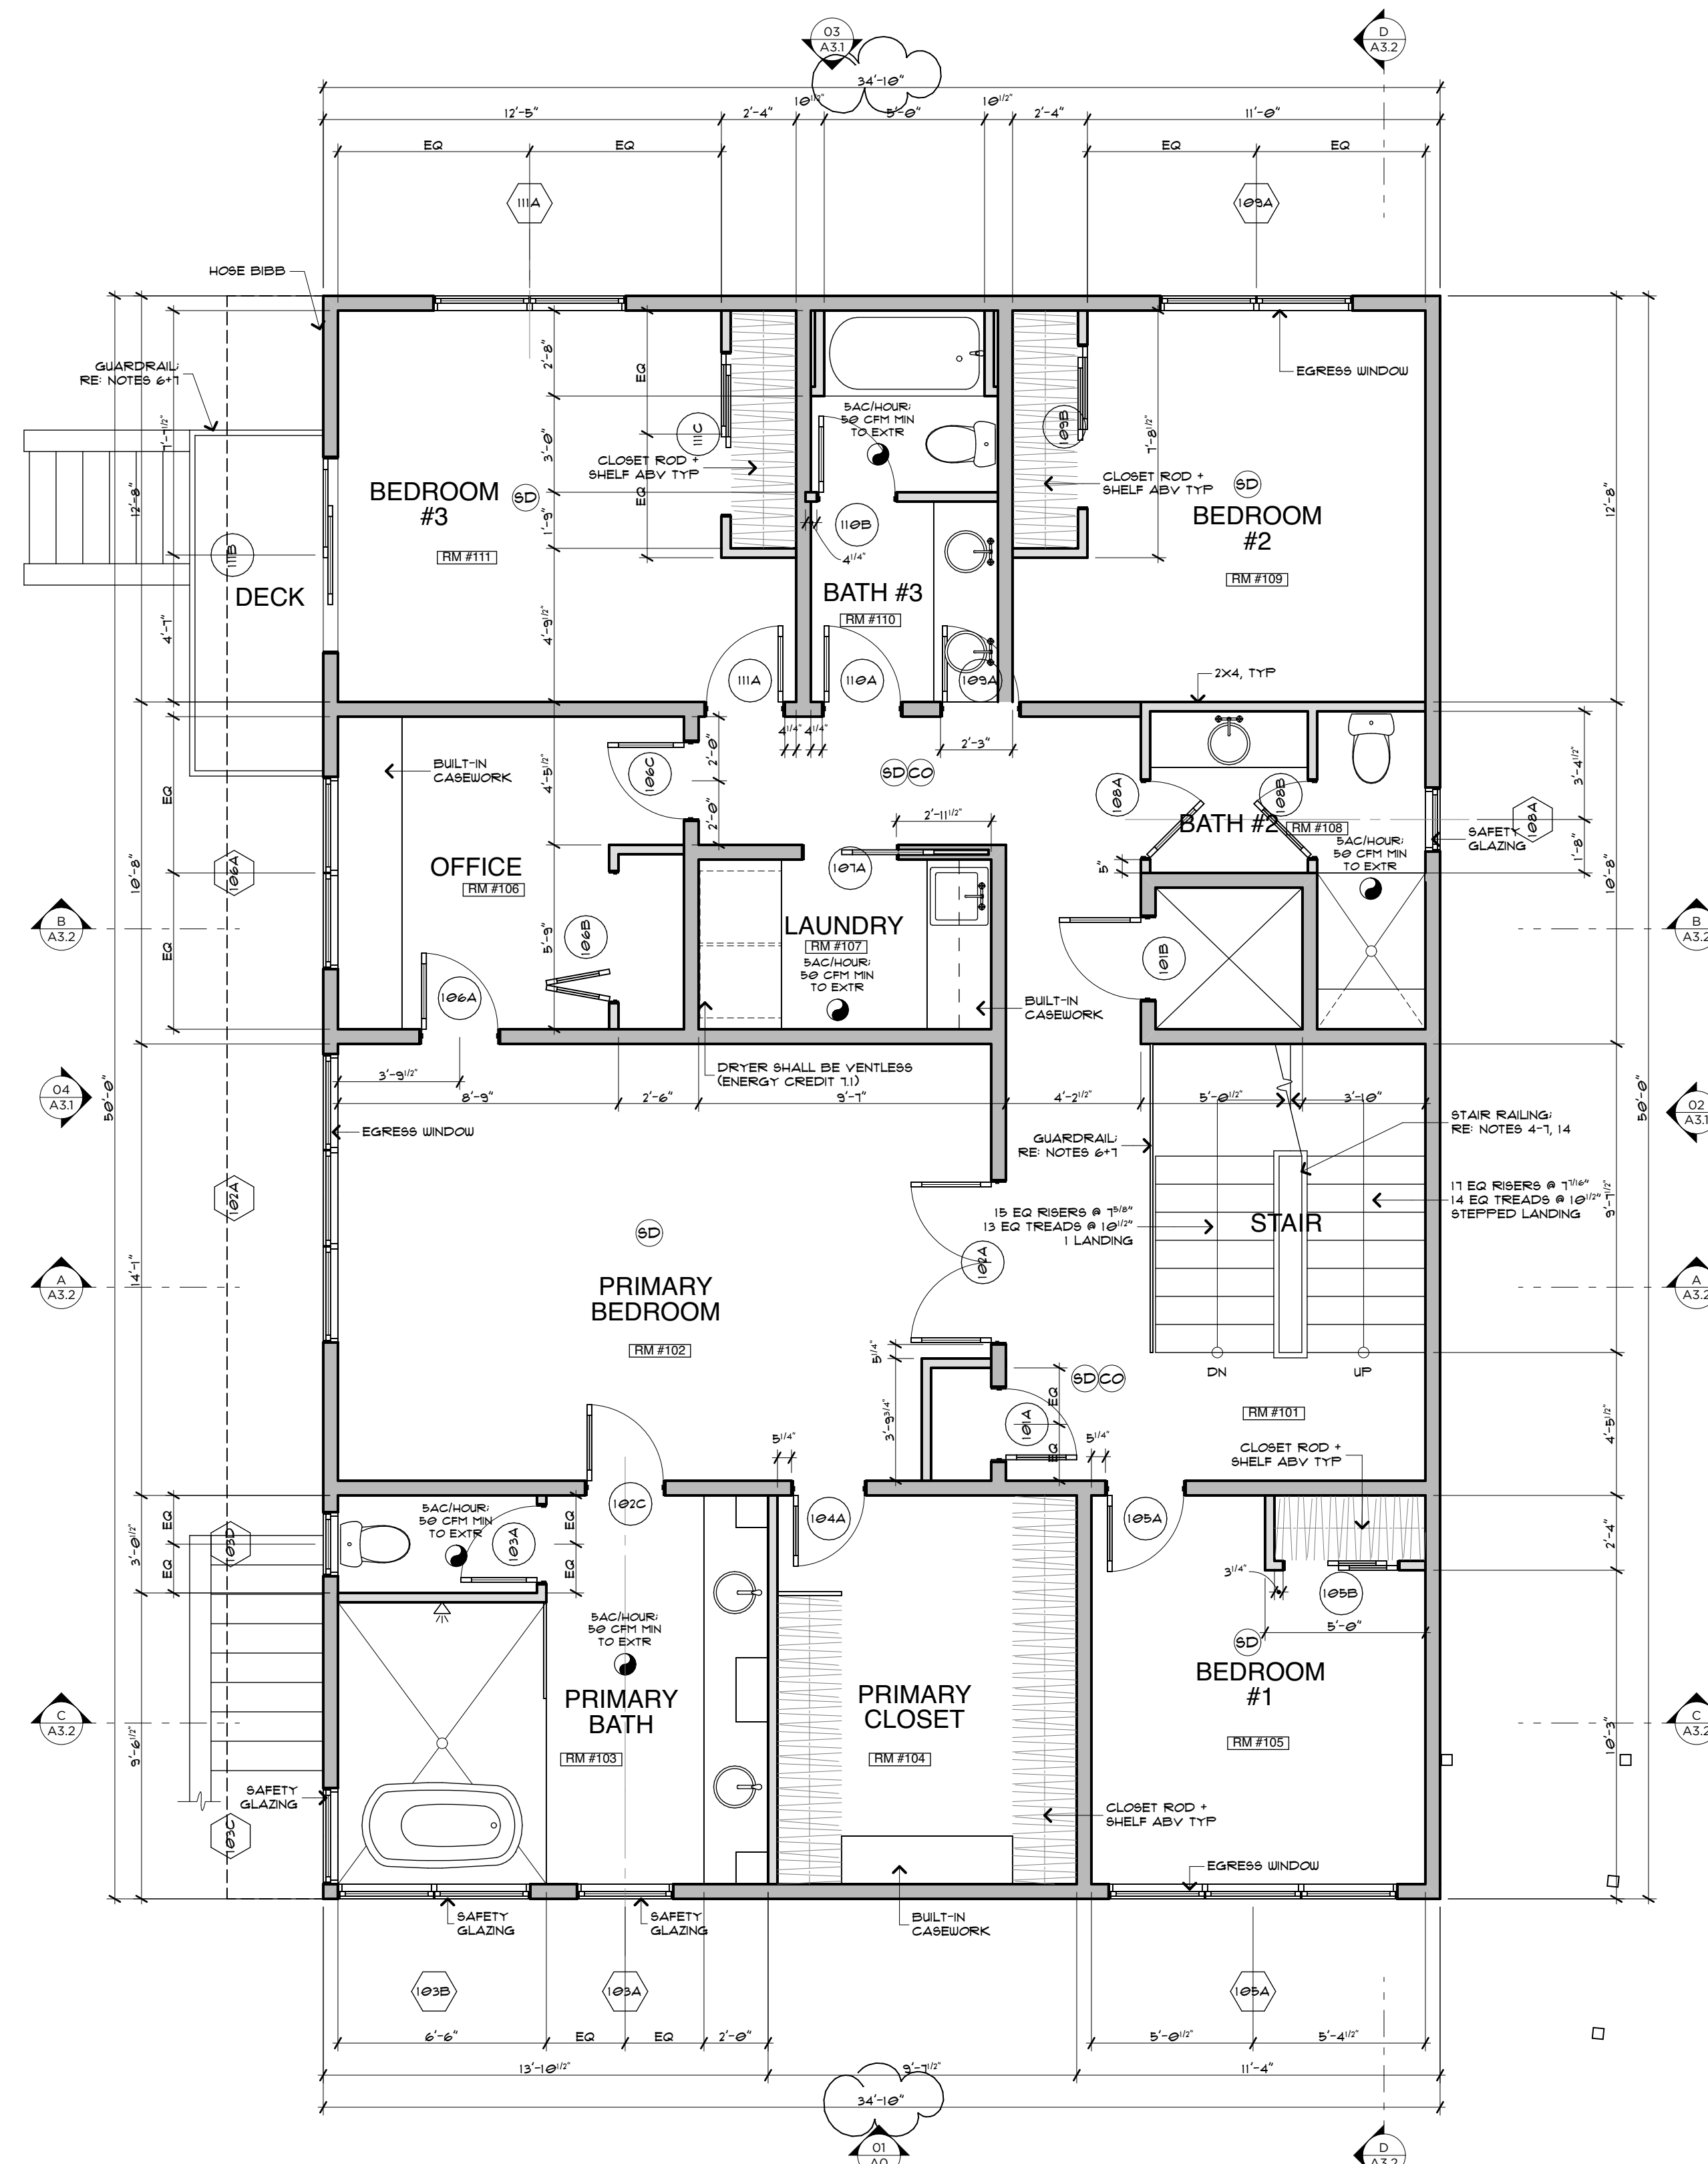 03
A3.1
D
A3.2
34'-10"
12'-5"
2'-4"
10 1/2"
5'-0"
10 1/2"
2'-4"
11'-0"
EQ
EQ
EQ
EQ
111A
109A
HOSE BIBB
GUARDRAIL;
RE: NOTES 6+7
7'-7 1/2"
12'-8"
4'-7"
111B
DECK
BEDROOM
#3
SD
RM #111
2'-8"
3'-0"
1'-9"
4'-9 1/2"
EQ
EQ
111C
CLOSET ROD +
SHELF ABV TYP
5AC/HOUR;
50 CFM MIN
TO EXTR
110B
4 1/4"
BATH #3
RM #110
111A
110A
109A
109B
CLOSET ROD +
SHELF ABV TYP
7'-8 1/2"
EGRESS WINDOW
SD
BEDROOM
#2
RM #109
12'-8"
2X4, TYP
4 1/4"
4 1/4"
2'-3"
SD
CO
BUILT-IN
CASEWORK
4'-5 1/2"
106C
2'-0"
2'-0"
EQ
EQ
10'-8"
106A
OFFICE
RM #106
106B
5'-9"
106A
2'-11 1/2"
107A
LAUNDRY
RM #107
5AC/HOUR;
50 CFM MIN
TO EXTR
BUILT-IN
CASEWORK
108A
108B
BATH #2
RM #108
5AC/HOUR;
50 CFM MIN
TO EXTR
SAFETY
GLAZING
108A
3'-4 1/2"
1'-8"
10'-8"
5"
101B
B
A3.2
B
A3.2
04
A3.1
02
A3.1
50'-0"
50'-0"
3'-9 1/2"
DRYER SHALL BE VENTLESS
(ENERGY CREDIT 7.1)
8'-9"
2'-6"
9'-7"
4'-2 1/2"
5'-0 1/2"
3'-10"
EGRESS WINDOW
GUARDRAIL;
RE: NOTES 6+7
STAIR RAILING;
RE: NOTES 4-7, 14
102A
15 EQ RISERS @ 7 5/8"
13 EQ TREADS @ 10 1/2"
1 LANDING
17 EQ RISERS @ 7 7/16"
14 EQ TREADS @ 10 1/2"
STEPPED LANDING
9'-7 1/2"
STAIR
SD
102A
A
A3.2
A
A3.2
14'-1"
PRIMARY
BEDROOM
RM #102
5 1/4"
3'-9 3/4"
DN
UP
SD
CO
EQ
EQ
101A
RM #101
4'-5 1/2"
5 1/4"
5 1/4"
CLOSET ROD +
SHELF ABV TYP
102C
104A
105A
5AC/HOUR;
50 CFM MIN
TO EXTR
103A
EQ
EQ
EQ
EQ
103D
3'-0 1/2"
2'-4"
3 1/4"
105B
5'-0"
5AC/HOUR;
50 CFM MIN
TO EXTR
SD
BEDROOM
#1
RM #105
PRIMARY
BATH
RM #103
PRIMARY
CLOSET
RM #104
C
A3.2
C
A3.2
9'-6 1/2"
10'-3"
SAFETY
GLAZING
103C
CLOSET ROD +
SHELF ABV TYP
EGRESS WINDOW
SAFETY
GLAZING
SAFETY
GLAZING
BUILT-IN
CASEWORK
103B
103A
105A
6'-6"
EQ
EQ
2'-0"
5'-0 1/2"
5'-4 1/2"
13'-10 1/2"
9'-7 1/2"
11'-4"
34'-10"
01
D
A3.2